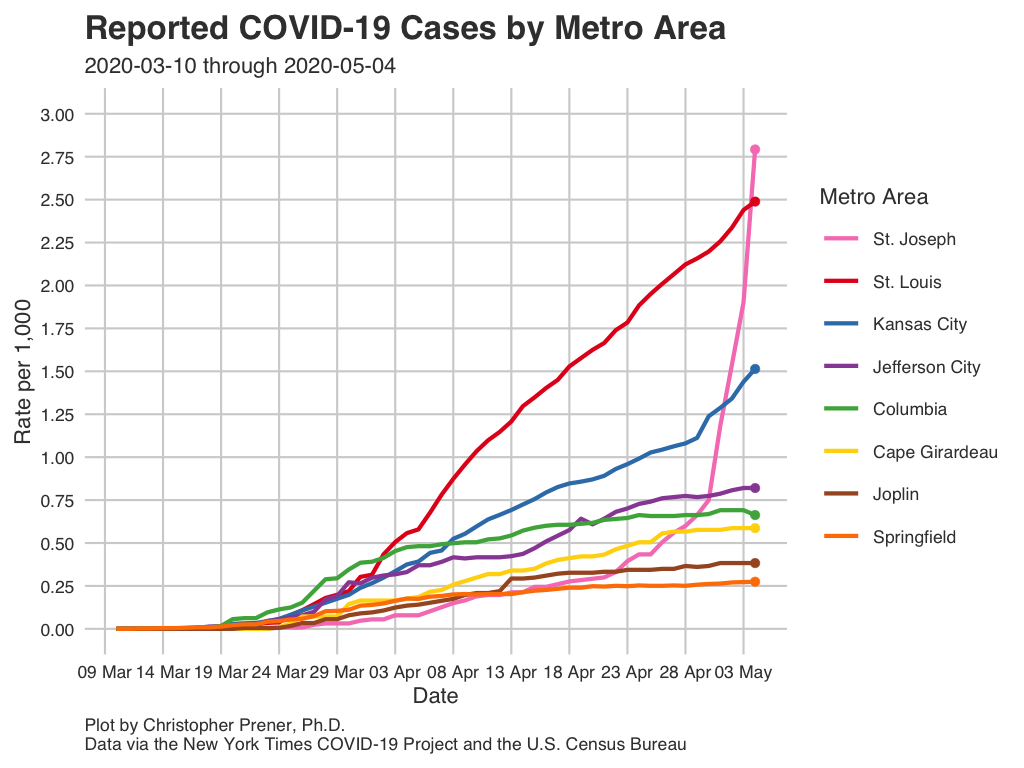 Reported COVID-19 Cases by Metro Area
2020-03-10 through 2020-05-04
3.00
2.75
2.50
2.25
2.00
1.75
1.50
1.25
1.00
0.75
0.50
0.25
0.00
Rate per 1,000
09 Mar 14 Mar 19 Mar 24 Mar 29 Mar 03 Apr 08 Apr 13 Apr 18 Apr 23 Apr 28 Apr 03 May
Date
Metro Area
St. Joseph
St. Louis
Kansas City
Jefferson City
Columbia
Cape Girardeau
Joplin
Springfield
Plot by Christopher Prener, Ph.D.
Data via the New York Times COVID-19 Project and the U.S. Census Bureau